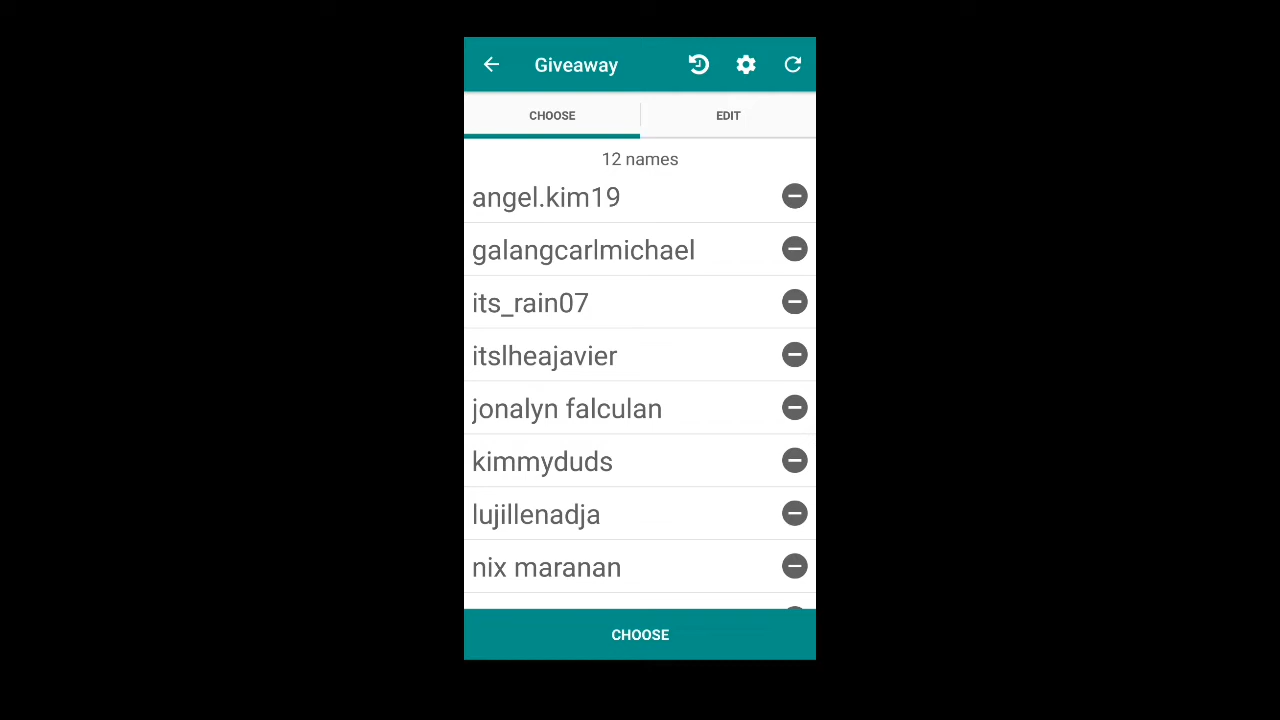 Giveaway
CHOOSE
EDIT
12 names
angel.kim19
galangcarlmichael
its_rain07
itslheajavier
jonalyn falculan
kimmyduds
lujillenadja
nix maranan
CHOOSE